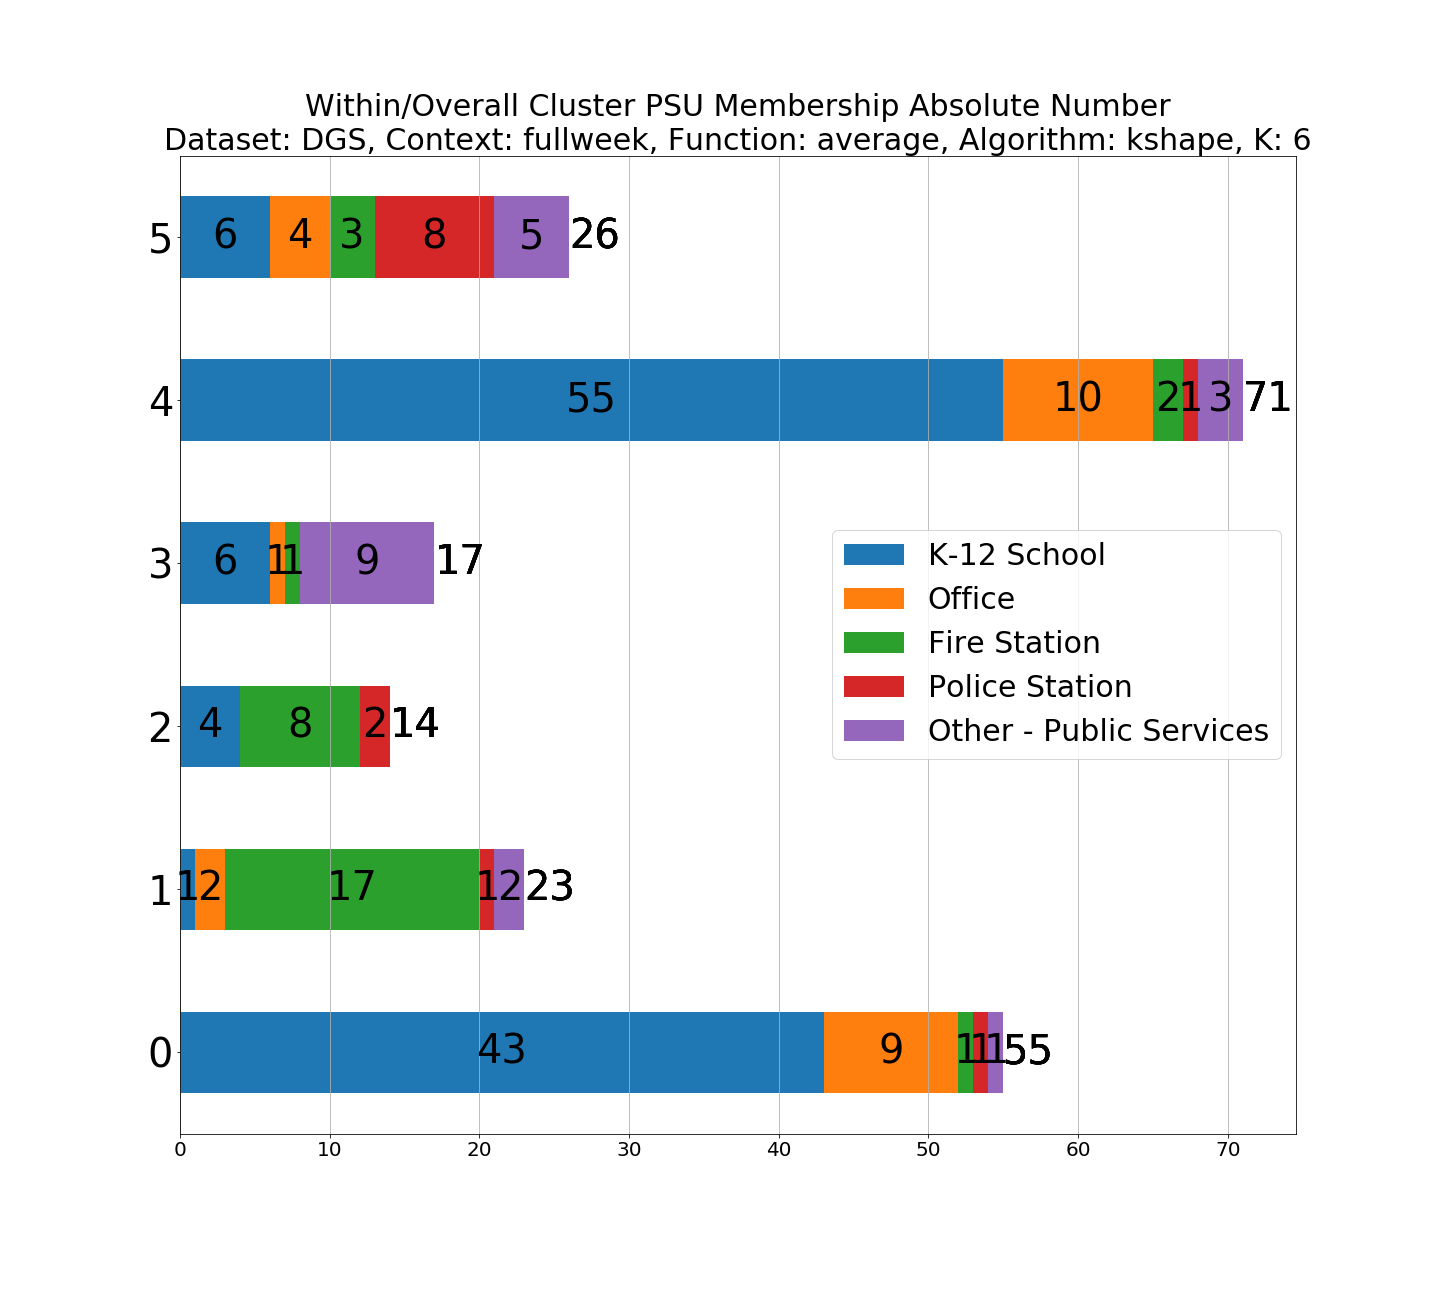 Within/Overall Cluster PSU Membership Absolute Number
Dataset: DGS, Context: fullweek, Function: average, Algorithm: kshape, K: 6
5 6 4 3 8 5 26
4 55 10 2 1 3 71
3 6 1 1 9 17
K-12 School
Office
Fire Station
Police Station
Other - Public Services
2 4 8 2 14
1 1 2 17 1 2 23
0 43 9 1 1 1 55
0 10 20 30 40 50 60 70